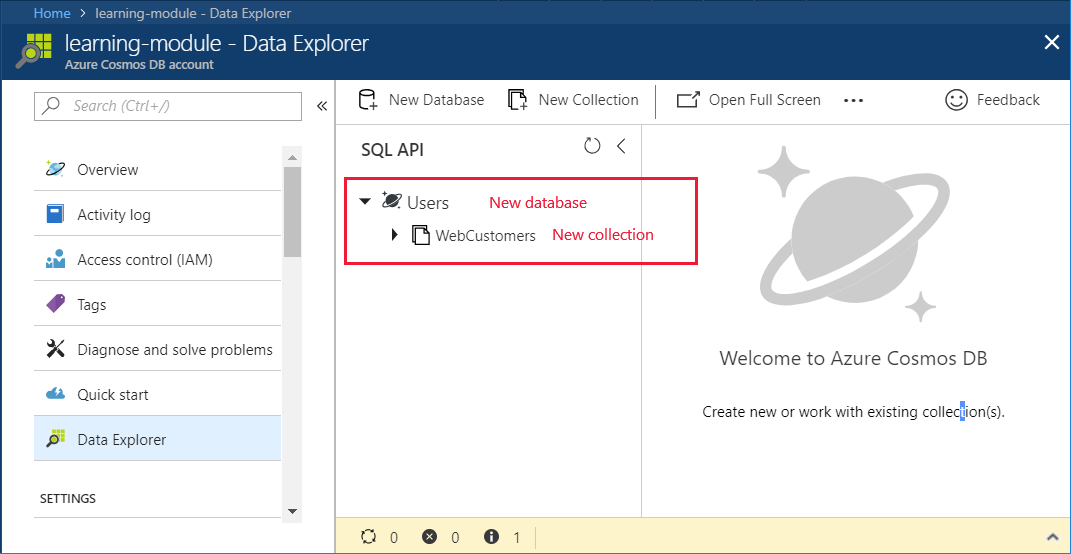 Home > learning-module - Data Explorer
learning-module - Data Explorer
Azure Cosmos DB account
Search (Ctrl+/)
«
New Database
New Collection
Open Full Screen
...
Feedback
Overview
Activity log
Access control (IAM)
Tags
Diagnose and solve problems
Quick start
Data Explorer
SETTINGS
SQL API
Users New database
WebCustomers New collection
Welcome to Azure Cosmos DB
Create new or work with existing collection(s).
0 0 1